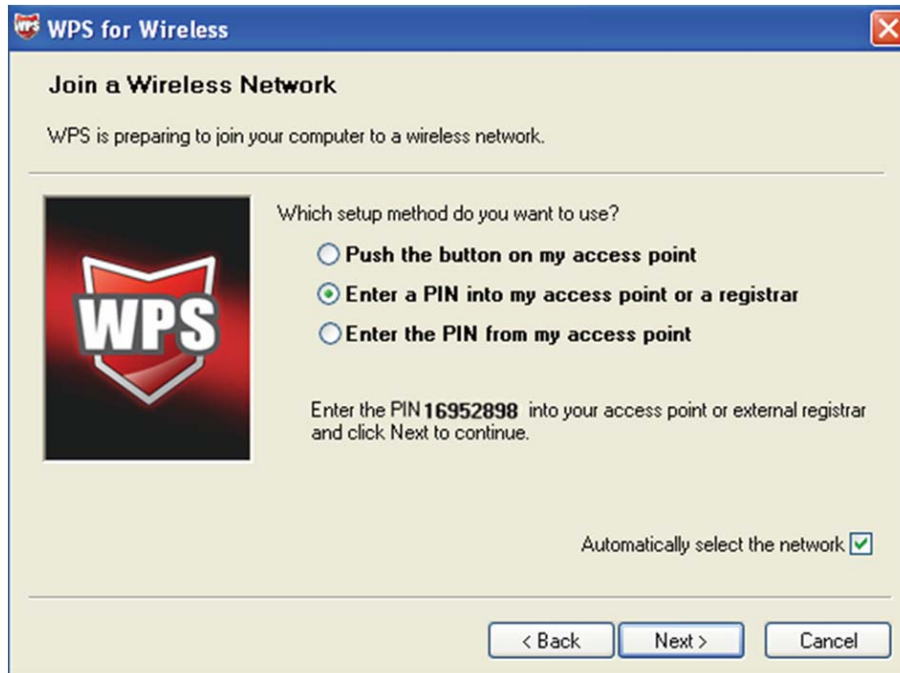 WPS
WPS for Wireless
Join a Wireless Network
WPS is preparing to join your computer to a wireless network.
WPS
Which setup method do you want to use?
Push the button on my access point
Enter a PIN into my access point or a registrar
Enter the PIN from my access point
Enter the PIN 16952898 into your access point or external registrar
and click Next to continue.
Automatically select the network
< Back
Next >
Cancel